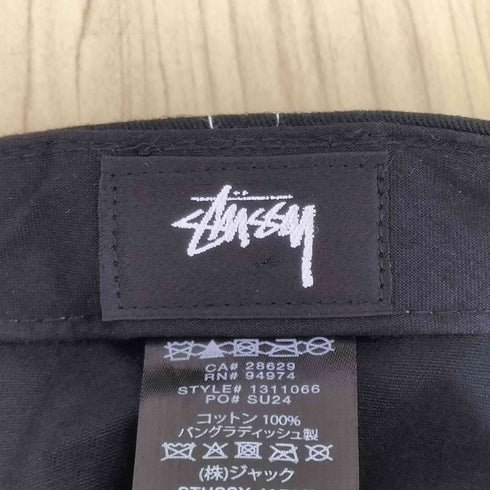 STÜSSY
CA# 28629
RN# 94974
STYLE# 1311066
PO# SU24
コットン 100%
バングラディッシュ製
(株)ジャック